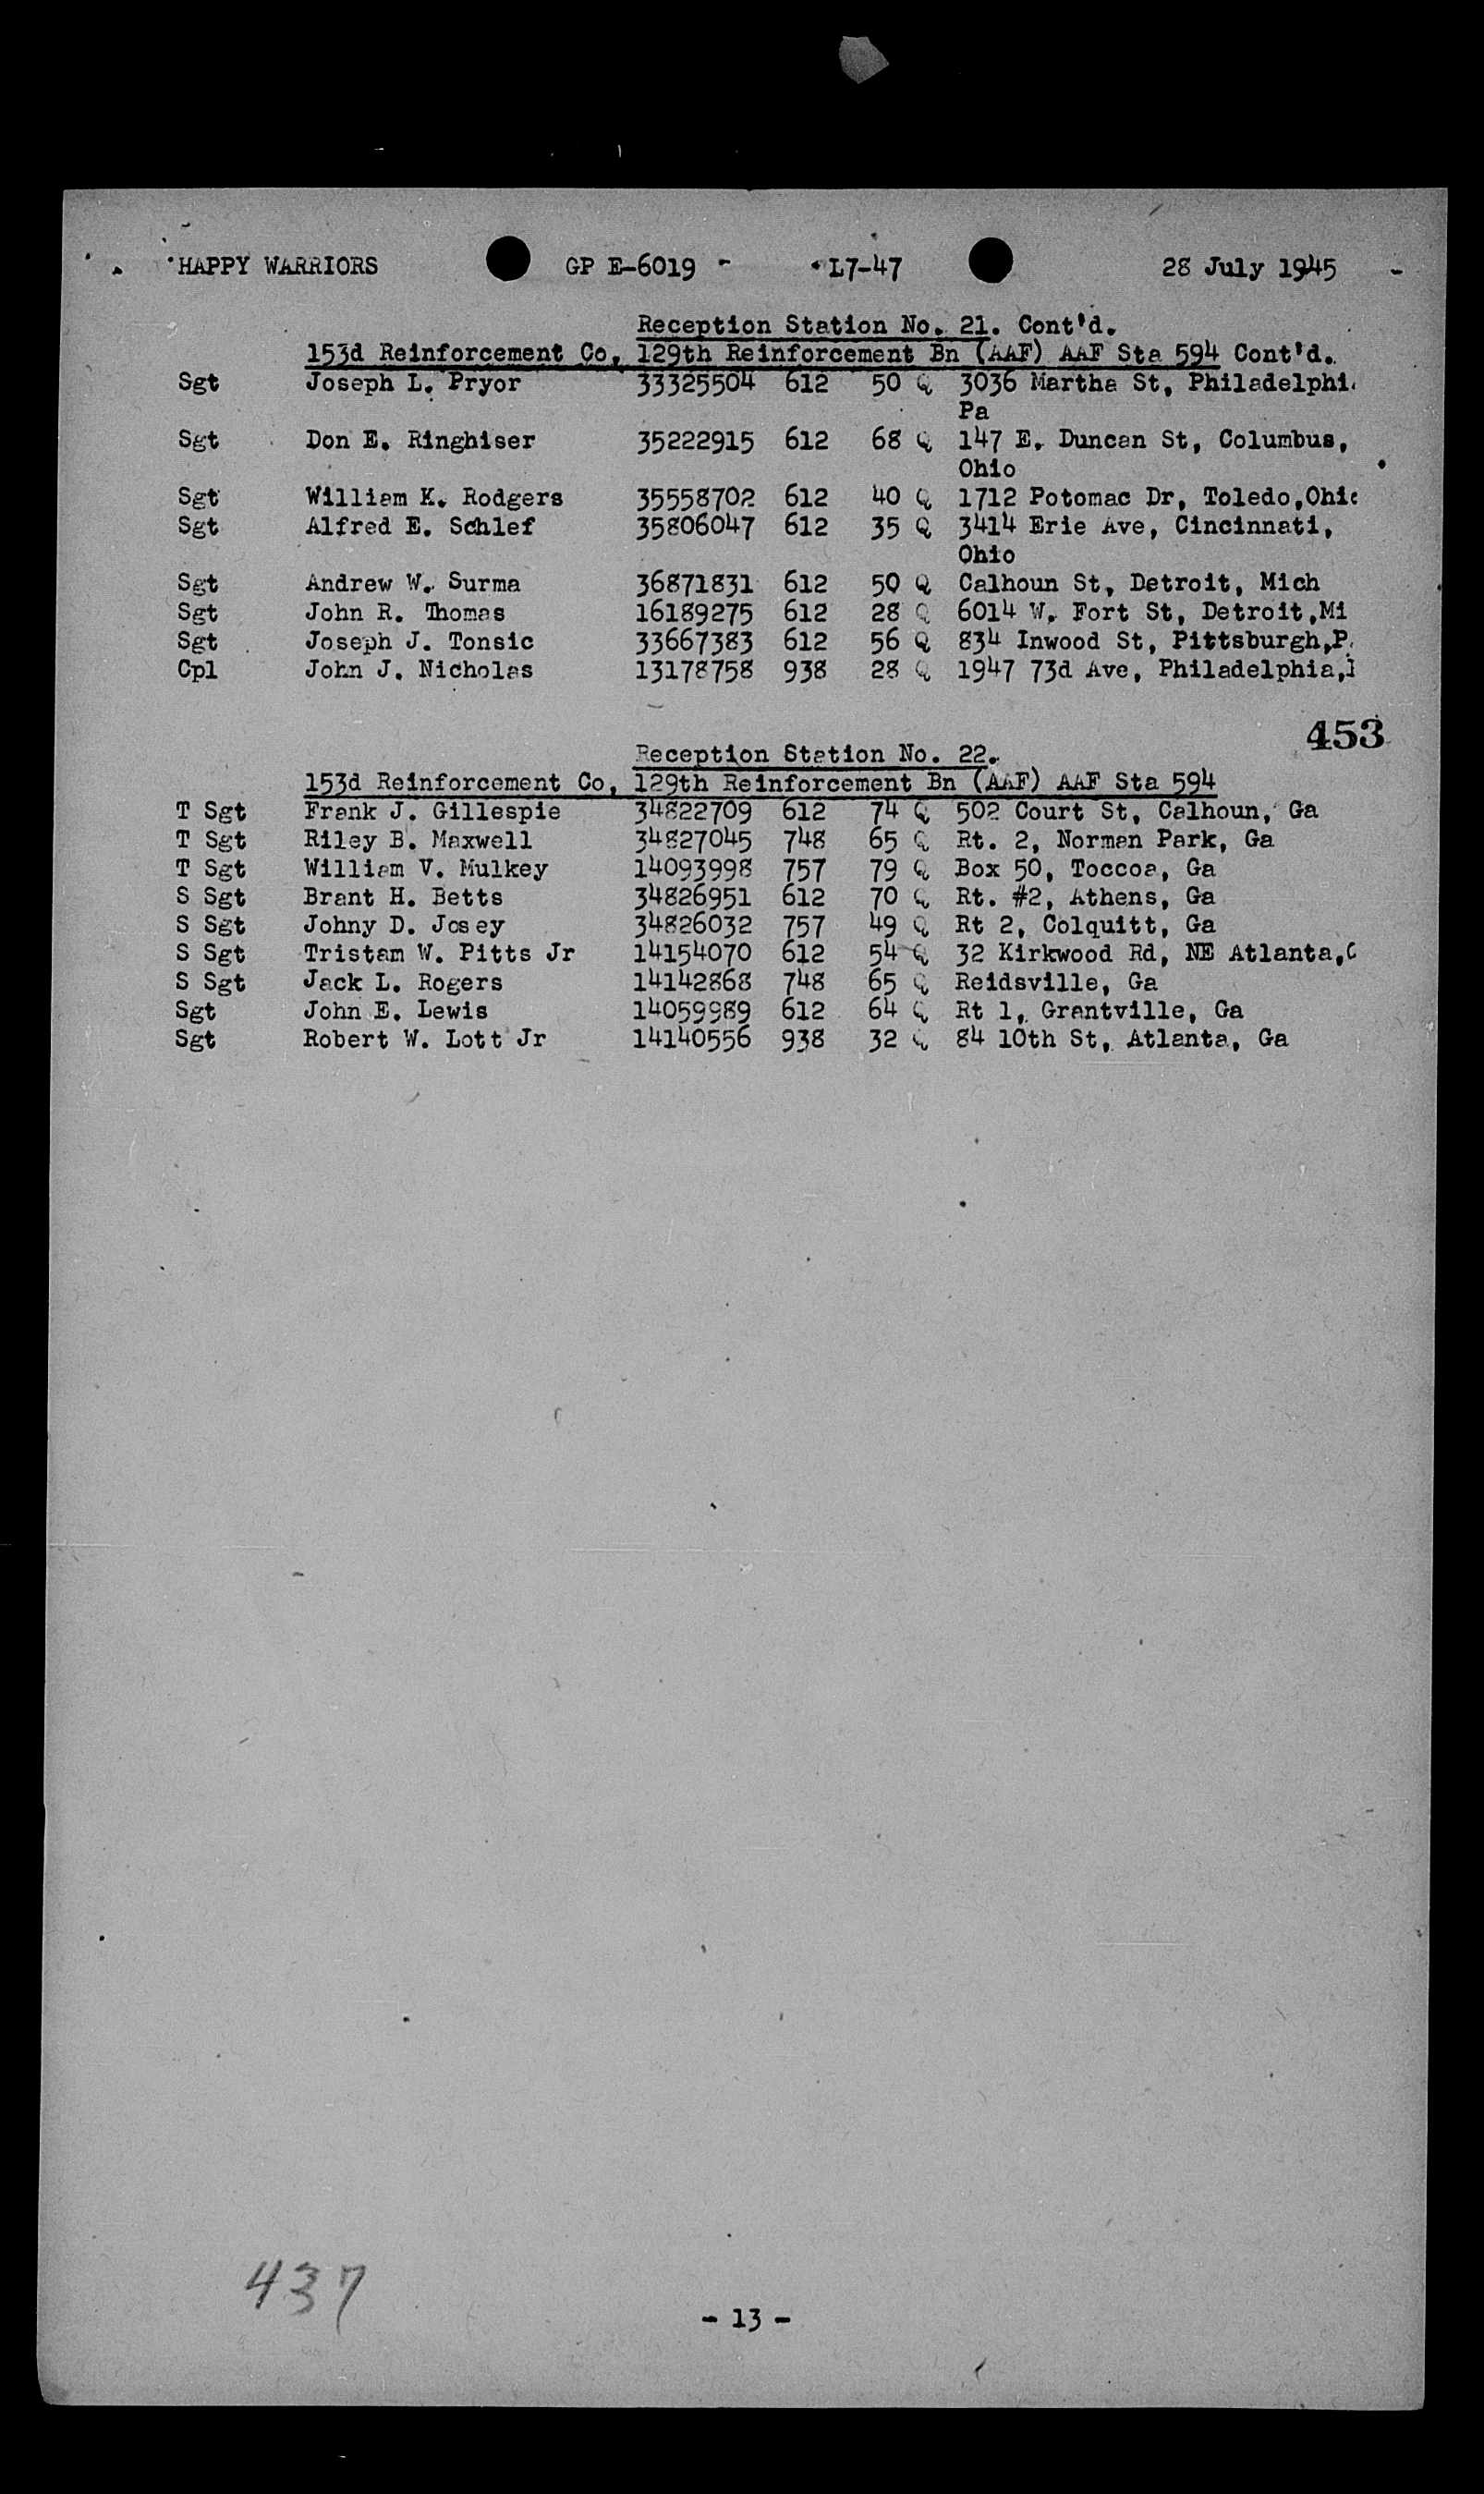 HAPPY WARRIORS GP E-6019 - L7-47 28 July 1945 -
Reception Station No. 21. Cont'd.
153d Reinforcement Co, 129th Reinforcement Bn (AAF) AAF Sta 594 Cont'd.
Sgt Joseph L. Pryor 33325504 612 50 Q 3036 Martha St, Philadelphi
Pa
Sgt Don E. Ringhiser 35222915 612 68 Q 147 E. Duncan St, Columbus,
Ohio
Sgt William K. Rodgers 35558702 612 40 Q 1712 Potomac Dr, Toledo,Ohio
Sgt Alfred E. Schlef 35806047 612 35 Q 3414 Erie Ave, Cincinnati,
Ohio
Sgt Andrew W. Surma 36871831 612 50 Q Calhoun St, Detroit, Mich
Sgt John R. Thomas 16189275 612 28 Q 6014 W. Fort St, Detroit,Mi
Sgt Joseph J. Tonsic 33667383 612 56 Q 834 Inwood St, Pittsburgh,P
Cpl John J. Nicholas 13178758 938 28 Q 1947 73d Ave, Philadelphia,
453
Reception Station No. 22.
153d Reinforcement Co, 129th Reinforcement Bn (AAF) AAF Sta 594
T Sgt Frank J. Gillespie 34822709 612 74 Q 502 Court St, Calhoun, Ga
T Sgt Riley B. Maxwell 34827045 748 65 Q Rt. 2, Norman Park, Ga
T Sgt William V. Mulkey 14093998 757 79 Q Box 50, Toccoa, Ga
S Sgt Brant H. Betts 34826951 612 70 Q Rt. #2, Athens, Ga
S Sgt Johny D. Josey 34826032 757 49 Q Rt 2, Colquitt, Ga
S Sgt Tristam W. Pitts Jr 14154070 612 54 Q 32 Kirkwood Rd, NE Atlanta,
S Sgt Jack L. Rogers 14142868 748 65 Q Reidsville, Ga
Sgt John E. Lewis 14059989 612 64 Q Rt 1, Grantville, Ga
Sgt Robert W. Lott Jr 14140556 938 32 Q 84 10th St, Atlanta, Ga
437
- 13 -